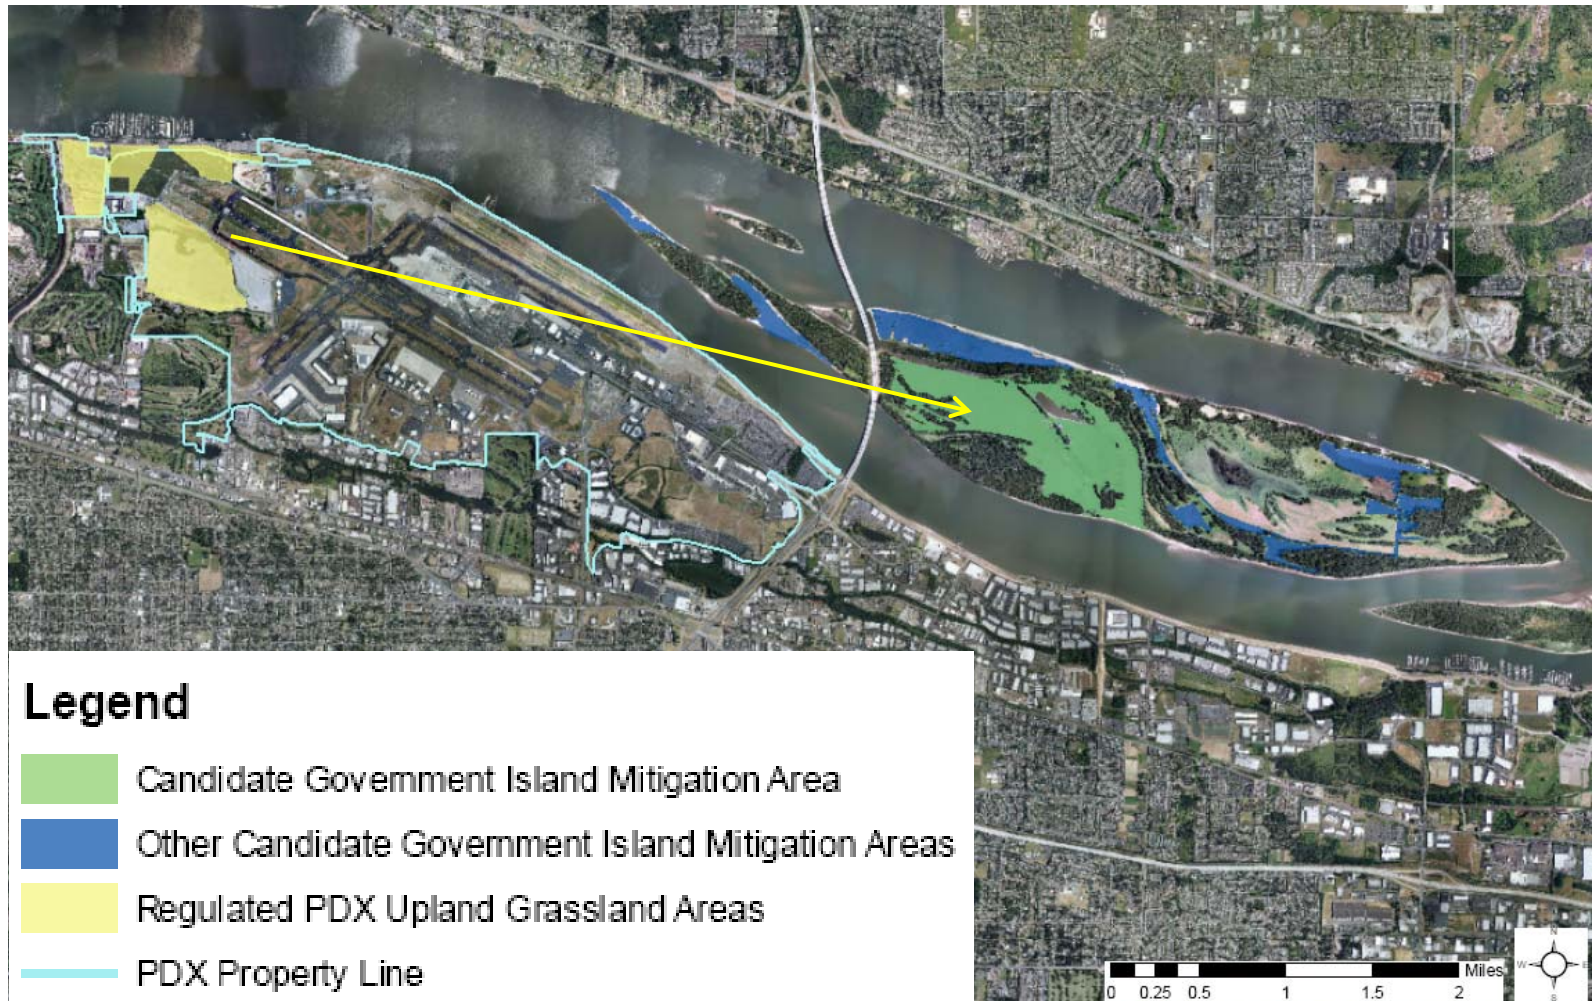 Legend
Candidate Government Island Mitigation Area
Other Candidate Government Island Mitigation Areas
Regulated PDX Upland Grassland Areas
PDX Property Line
N
W E
S
Miles
0 0.25 0.5 1 1.5 2